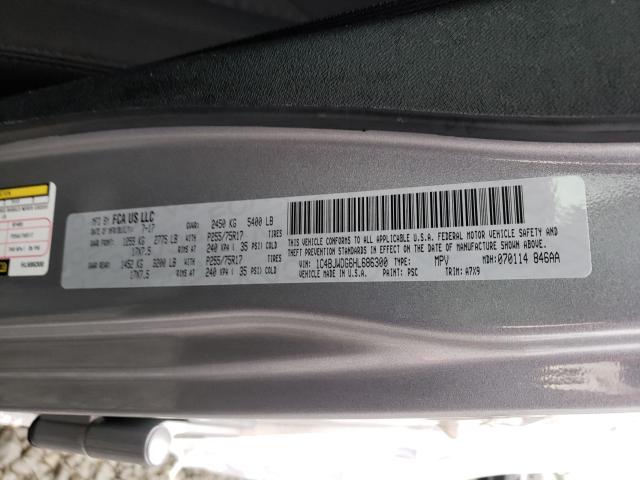 MFD BY FCA US LLC
DATE OF MFR 7-17 GVWR: 2450 KG 5400 LB
GAWR FRONT: 1259 KG 2775 LB WITH P255/75R17 TIRES
17X7.5 RIMS AT 240 KPA ( 35 PSI) COLD
GAWR REAR: 1452 KG 3200 LB WITH P255/75R17 TIRES
17X7.5 RIMS AT 240 KPA ( 35 PSI) COLD
THIS VEHICLE CONFORMS TO ALL APPLICABLE U.S.A. FEDERAL MOTOR VEHICLE SAFETY AND
THEFT PREVENTION STANDARDS IN EFFECT ON THE DATE OF MANUFACTURE SHOWN ABOVE.
VIN: 1C4BJWDG6HL686300 TYPE: MPV MDH: 070114 846AA
MADE IN U.S.A. PAINT: PSC TRIM: A7X9